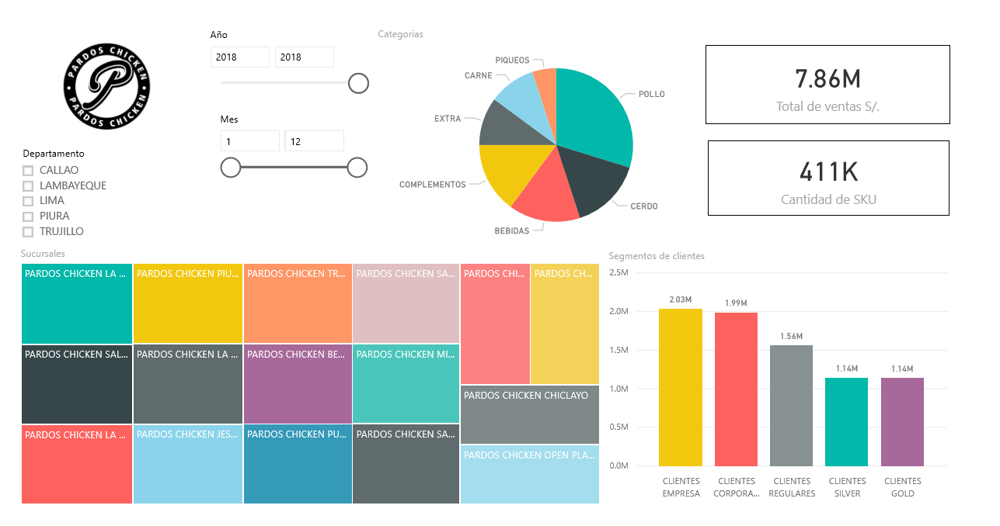 PARDOS CHICKEN
PARDOS CHICKEN
Año
2018
2018
Mes
1
12
Departamento
CALLAO
LAMBAYEQUE
LIMA
PIURA
TRUJILLO
Categorias
PIQUEOS
CARNE
POLLO
EXTRA
COMPLEMENTOS
CERDO
BEBIDAS
7.86M
Total de ventas S/.
411K
Cantidad de SKU
Sucursales
PARDOS CHICKEN LA ...
PARDOS CHICKEN PIU...
PARDOS CHICKEN TR...
PARDOS CHICKEN SA...
PARDOS CHI...
PARDOS CH...
PARDOS CHICKEN SAL...
PARDOS CHICKEN LA ...
PARDOS CHICKEN BE...
PARDOS CHICKEN MI...
PARDOS CHICKEN CHICLAYO
PARDOS CHICKEN LA ...
PARDOS CHICKEN JES...
PARDOS CHICKEN PU...
PARDOS CHICKEN SA...
PARDOS CHICKEN OPEN PLA...
Segmentos de clientes
2.5M
2.0M
1.5M
1.0M
0.5M
0.0M
2.03M
1.99M
1.56M
1.14M
1.14M
CLIENTES
EMPRESA
CLIENTES
CORPORA...
CLIENTES
REGULARES
CLIENTES
SILVER
CLIENTES
GOLD